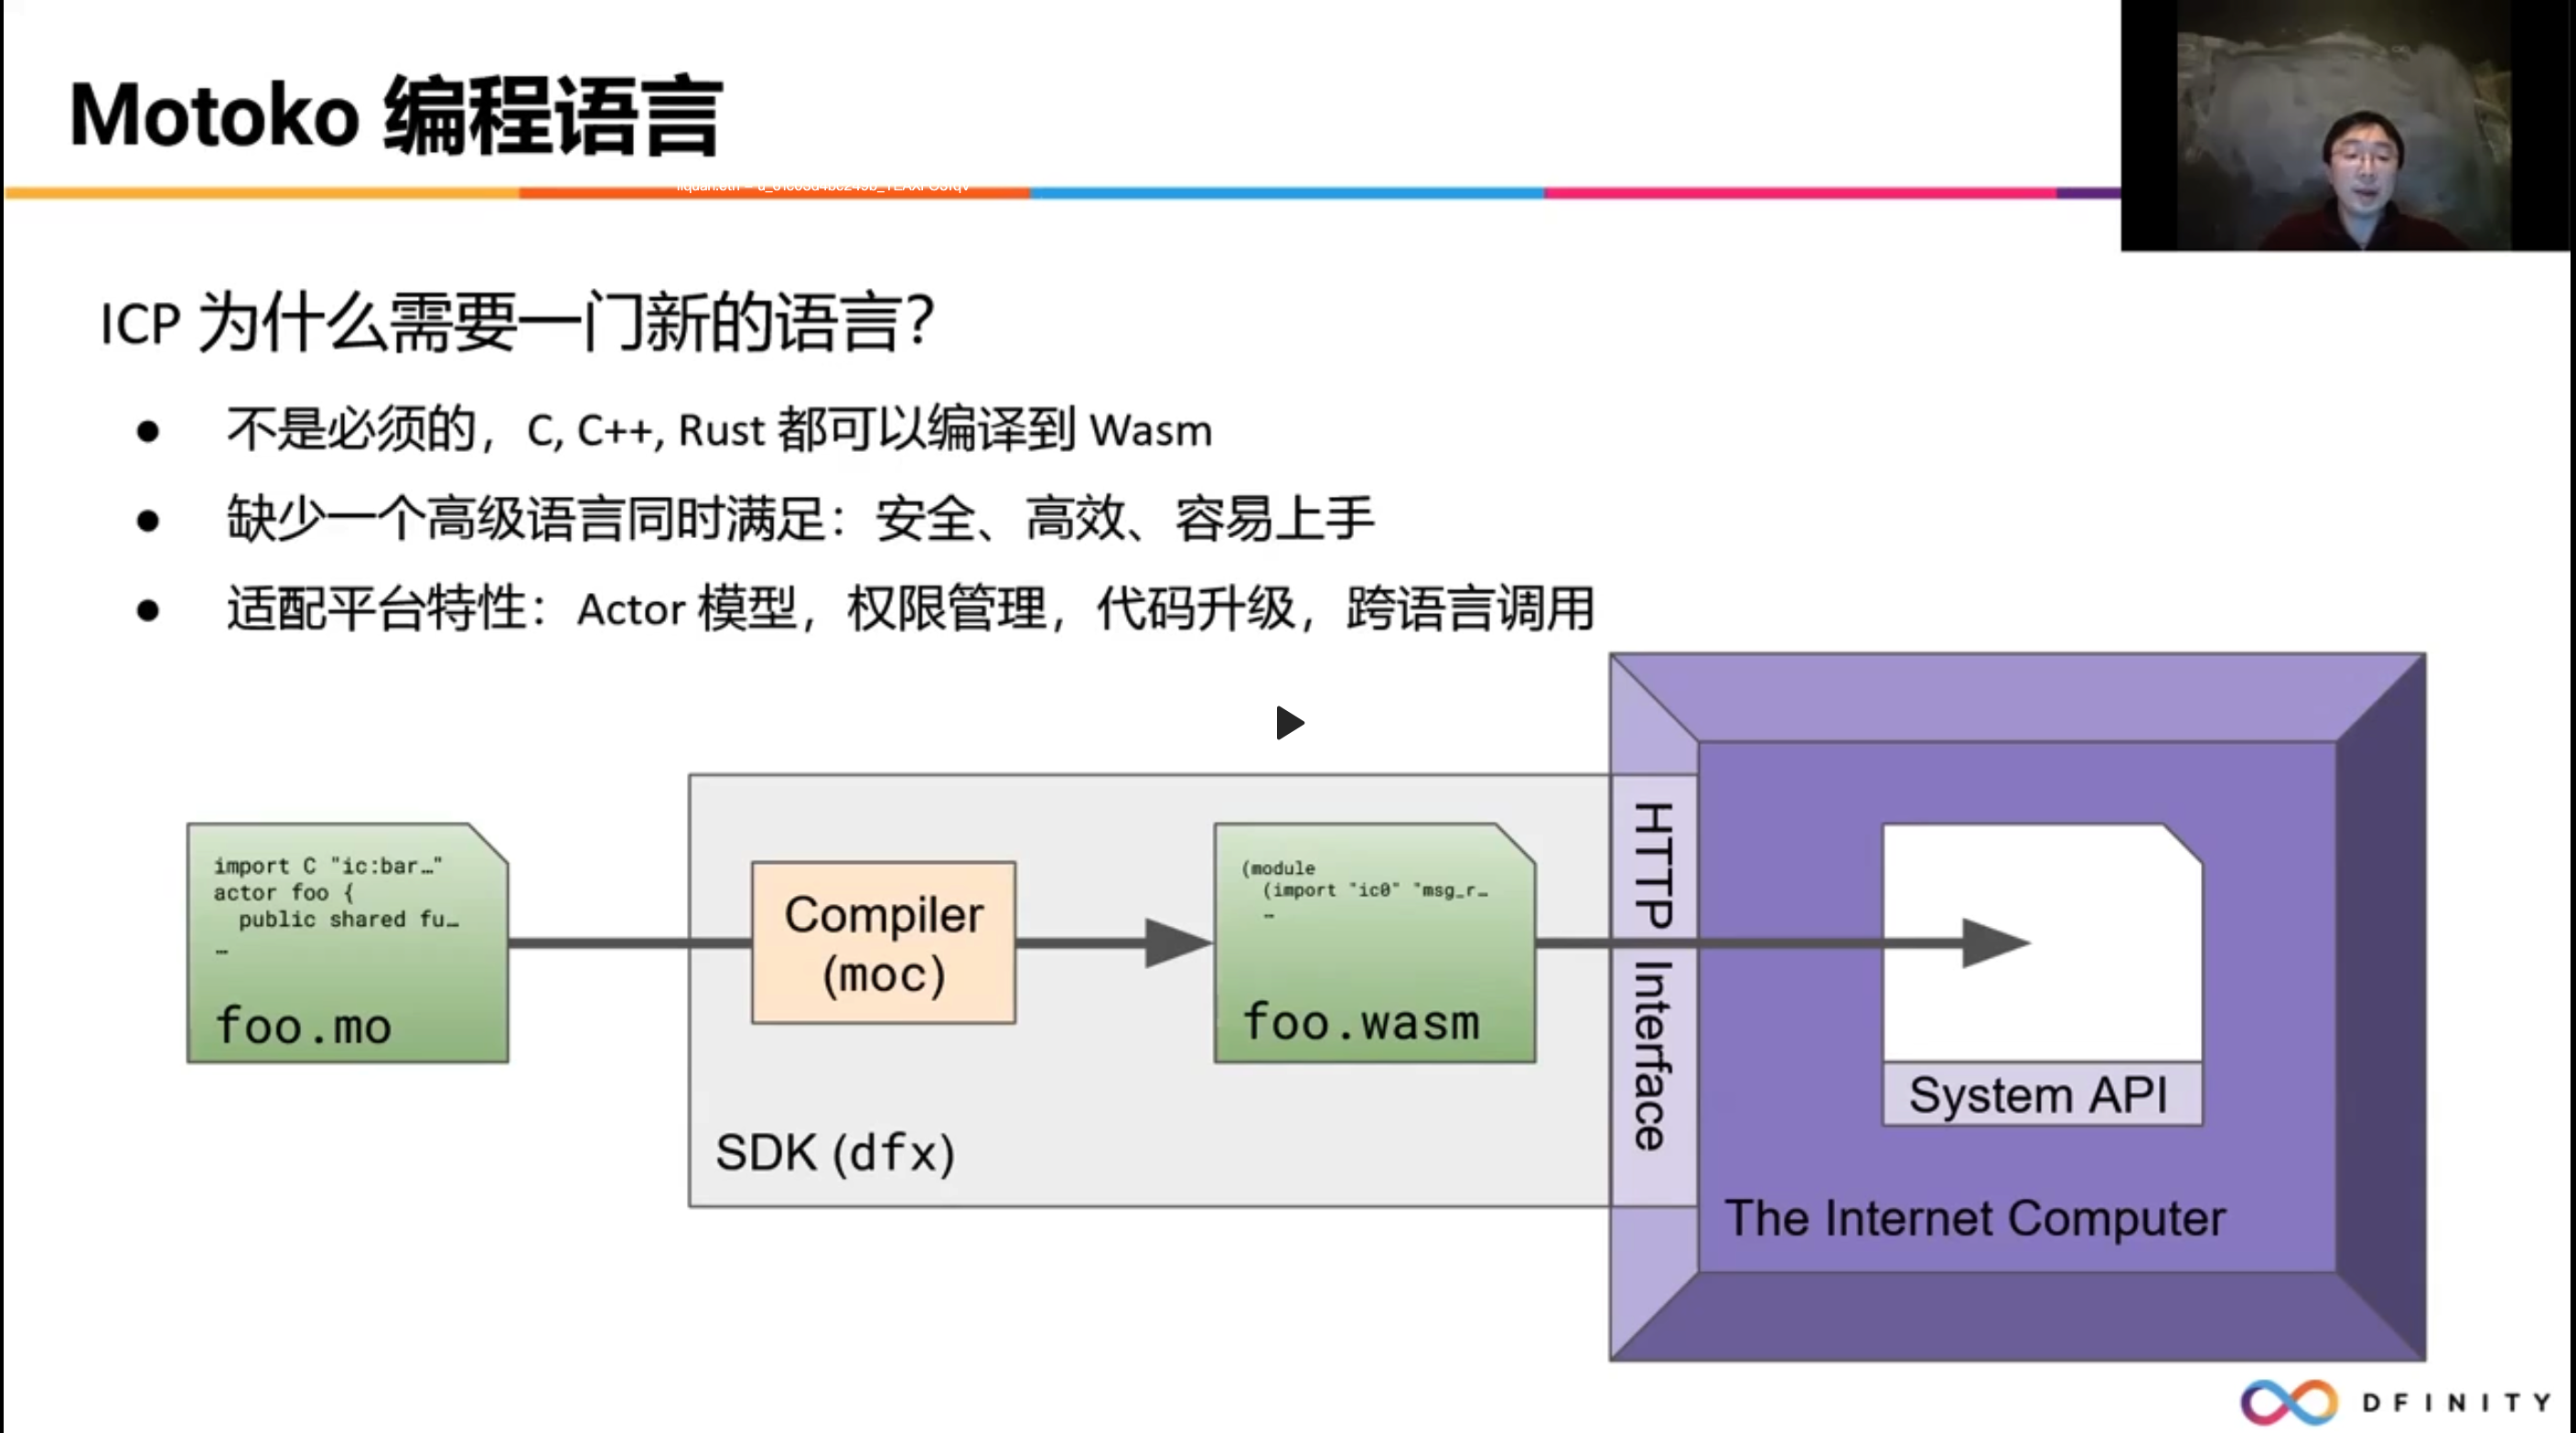 Motoko 编程语言
ICP 为什么需要一门新的语言？
● 不是必须的，C, C++, Rust 都可以编译到 Wasm
● 缺少一个高级语言同时满足：安全、高效、容易上手
● 适配平台特性：Actor 模型，权限管理，代码升级，跨语言调用
import C "ic:bar…"
actor foo {
public shared fu…
…
foo.mo
Compiler
(moc)
SDK (dfx)
(module
(import "ic0" "msg_r…
…
foo.wasm
HTTP Interface
System API
The Internet Computer
DFINITY